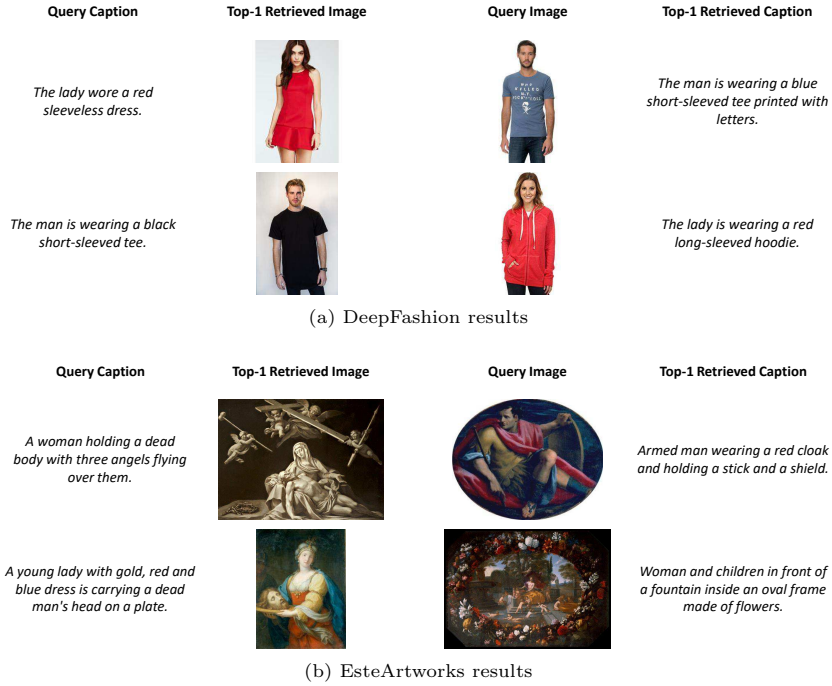 Query Caption Top-1 Retrieved Image Query Image Top-1 Retrieved Caption
The lady wore a red
sleeveless dress.
The man is wearing a blue
short-sleeved tee printed with
letters.
The man is wearing a black
short-sleeved tee.
The lady is wearing a red
long-sleeved hoodie.
(a) DeepFashion results
Query Caption Top-1 Retrieved Image Query Image Top-1 Retrieved Caption
A woman holding a dead
body with three angels flying
over them.
Armed man wearing a red cloak
and holding a stick and a shield.
A young lady with gold, red and
blue dress is carrying a dead
man's head on a plate.
Woman and children in front of
a fountain inside an oval frame
made of flowers.
(b) EsteArtworks results